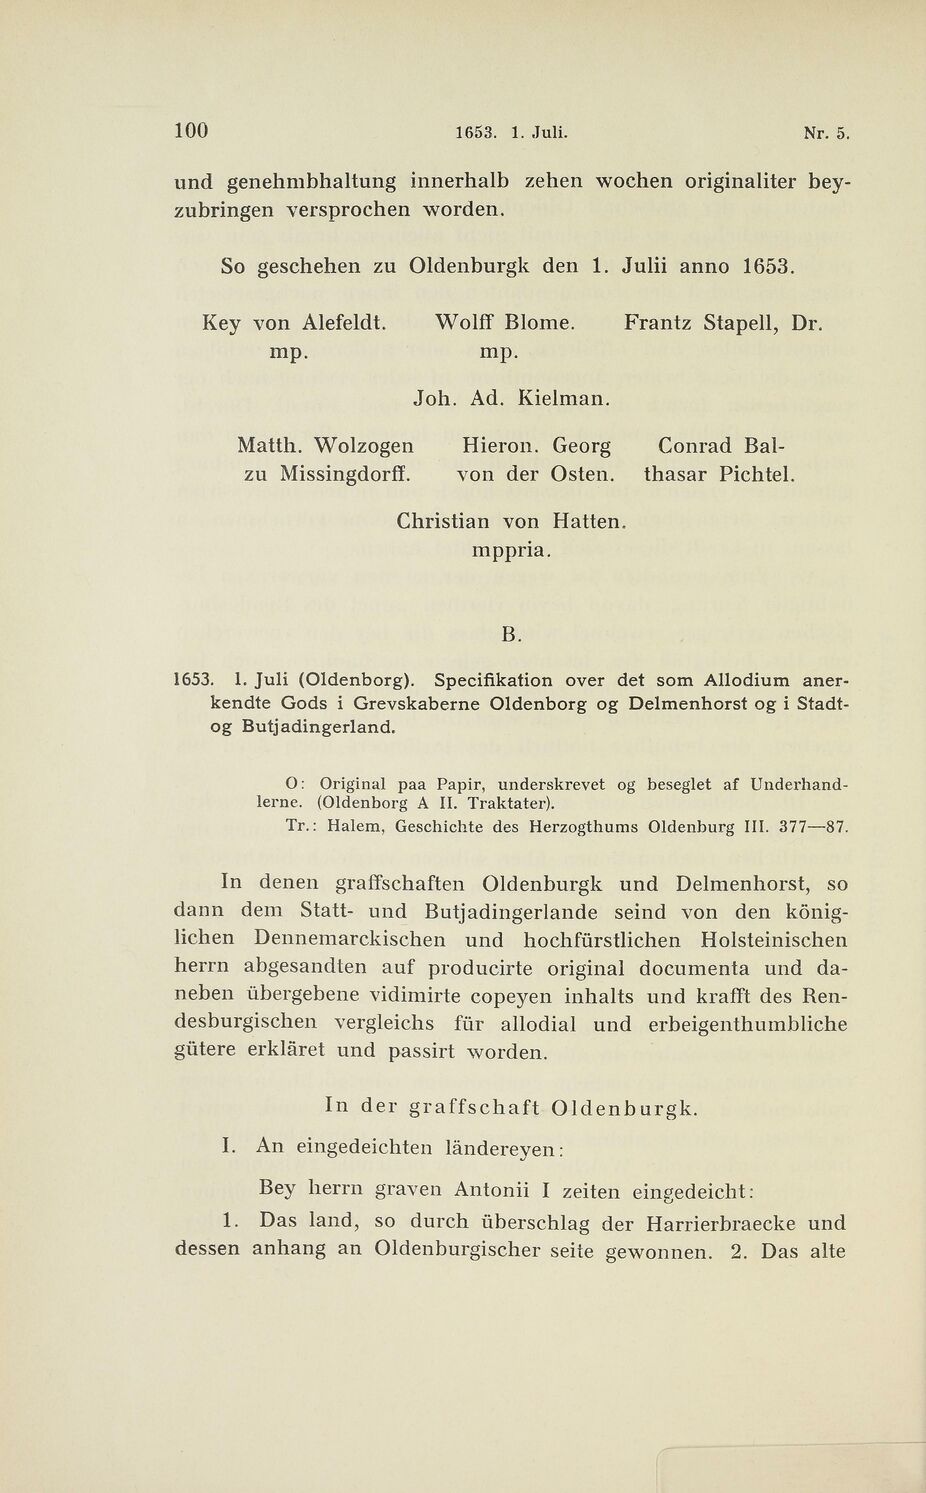 100 1653. 1. Juli. Nr. 5.
und genehmbhaltung innerhalb zehen wochen originaliter bey-
zubringen versprochen worden.
So geschehen zu Oldenburgk den 1. Julii anno 1653.
Key von Alefeldt. Wolff Blome. Frantz Stapell, Dr.
mp. mp.
Joh. Ad. Kielman.
Matth. Wolzogen Hieron. Georg Conrad Bal-
zu Missingdorff. von der Osten. thasar Pichtel.
Christian von Hatten.
mppria.
B.
1653. 1. Juli (Oldenborg). Specifikation over det som Allodium aner-
kendte Gods i Grevskaberne Oldenborg og Delmenhorst og i Stadt-
og Butjadingerland.
O: Original paa Papir, underskrevet og beseglet af Underhand-
lerne. (Oldenborg A II. Traktater).
Tr.: Halem, Geschichte des Herzogthums Oldenburg III. 377—87.
In denen graffschaften Oldenburgk und Delmenhorst, so
dann dem Statt- und Butjadingerlande seind von den könig-
lichen Dennemarckischen und hochfürstlichen Holsteinischen
herrn abgesandten auf producirte original documenta und da-
neben übergebene vidimirte copeyen inhalts und krafft des Ren-
desburgischen vergleichs für allodial und erbeigenthumbliche
gütere erkläret und passirt worden.
In der graffschaft Oldenburgk.
I. An eingedeichten ländereyen:
Bey herrn graven Antonii I zeiten eingedeicht:
1. Das land, so durch überschlag der Harrierbraecke und
dessen anhang an Oldenburgischer seite gewonnen. 2. Das alte